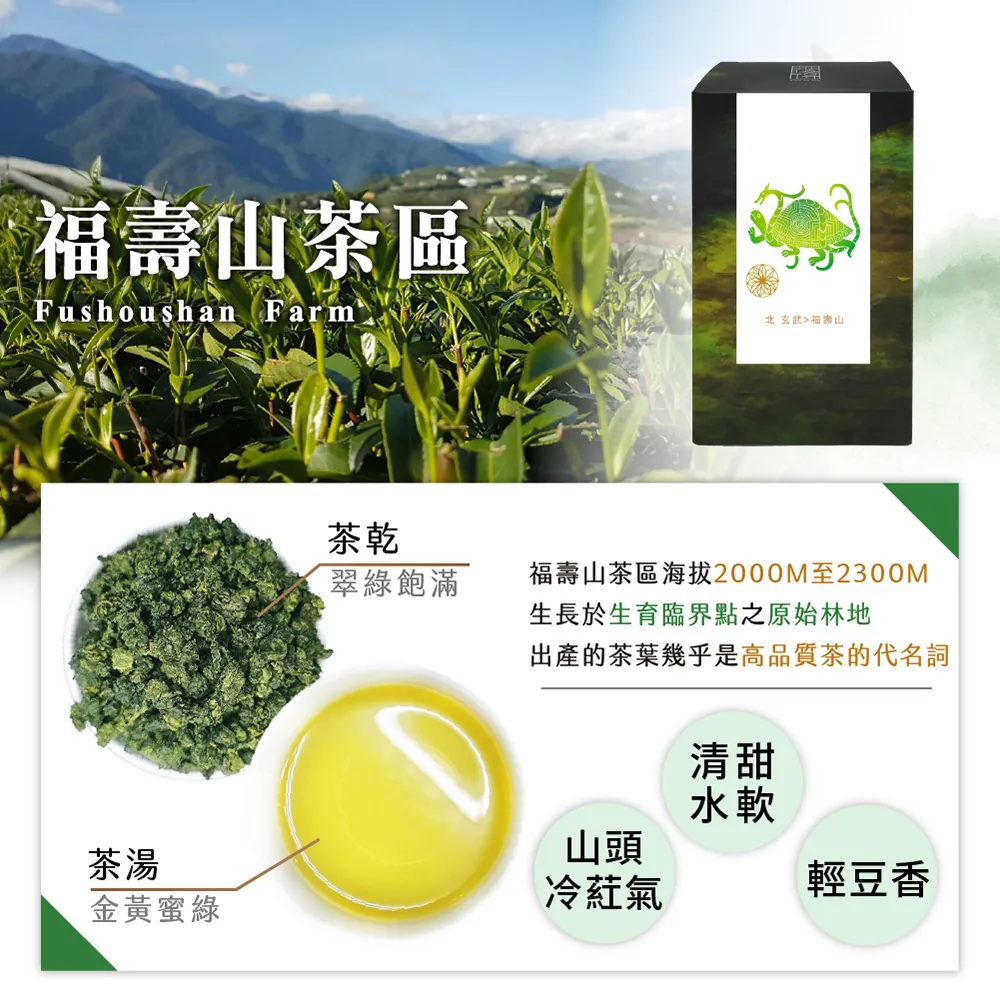 福壽山茶區
Fushoushan Farm
北 玄武>福壽山
茶乾
翠綠飽滿
福壽山茶區海拔2000M至2300M
生長於生育臨界點之原始林地
出產的茶葉幾乎是高品質茶的代名詞
清甜
水軟
山頭
冷葒氣
輕豆香
茶湯
金黃蜜綠